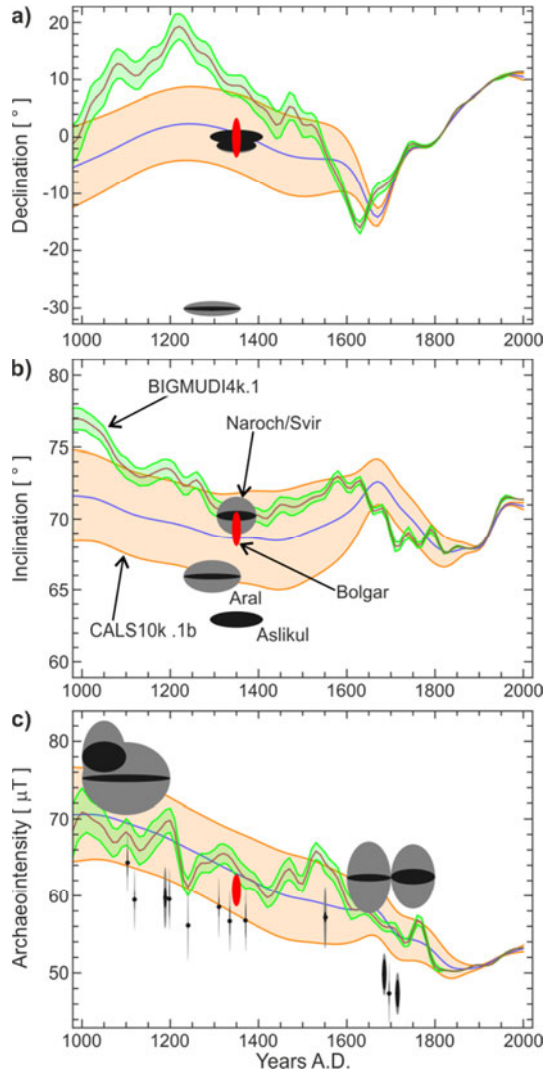 a)
Declination [ ° ]
20
10
0
-10
-20
-30
1000 1200 1400 1600 1800 2000
b)
Inclination [ ° ]
80
75
70
65
60
BIGMUDI4k.1
Naroch/Svir
Bolgar
Aral
Aslikul
CALS10k .1b
1000 1200 1400 1600 1800 2000
c)
Archaeointensity [ µT ]
80
70
60
50
1000 1200 1400 1600 1800 2000
Years A.D.